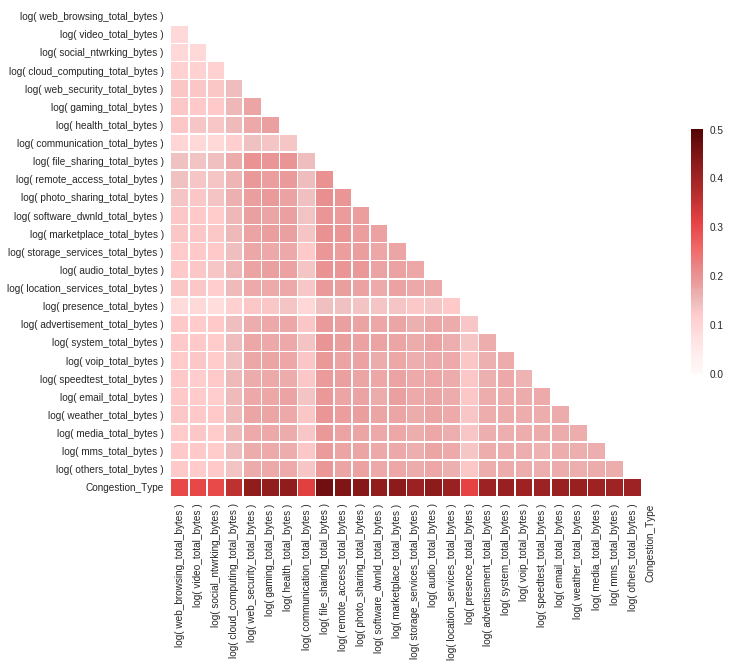 log( web_browsing_total_bytes )
log( video_total_bytes )
log( social_ntwrking_total_bytes )
log( cloud_computing_total_bytes )
log( web_security_total_bytes )
log( gaming_total_bytes )
log( health_total_bytes )
log( communication_total_bytes )
log( file_sharing_total_bytes )
log( remote_access_total_bytes )
log( photo_sharing_total_bytes )
log( software_dwnld_total_bytes )
log( marketplace_total_bytes )
log( storage_services_total_bytes )
log( audio_total_bytes )
log( location_services_total_bytes )
log( presence_total_bytes )
log( advertisement_total_bytes )
log( system_total_bytes )
log( voip_total_bytes )
log( speedtest_total_bytes )
log( email_total_bytes )
log( weather_total_bytes )
log( media_total_bytes )
log( mms_total_bytes )
log( others_total_bytes )
Congestion_Type
0.5
0.4
0.3
0.2
0.1
0.0
log( web_browsing_total_bytes )
log( video_total_bytes )
log( social_ntwrking_total_bytes )
log( cloud_computing_total_bytes )
log( web_security_total_bytes )
log( gaming_total_bytes )
log( health_total_bytes )
log( communication_total_bytes )
log( file_sharing_total_bytes )
log( remote_access_total_bytes )
log( photo_sharing_total_bytes )
log( software_dwnld_total_bytes )
log( marketplace_total_bytes )
log( storage_services_total_bytes )
log( audio_total_bytes )
log( location_services_total_bytes )
log( presence_total_bytes )
log( advertisement_total_bytes )
log( system_total_bytes )
log( voip_total_bytes )
log( speedtest_total_bytes )
log( email_total_bytes )
log( weather_total_bytes )
log( media_total_bytes )
log( mms_total_bytes )
log( others_total_bytes )
Congestion_Type